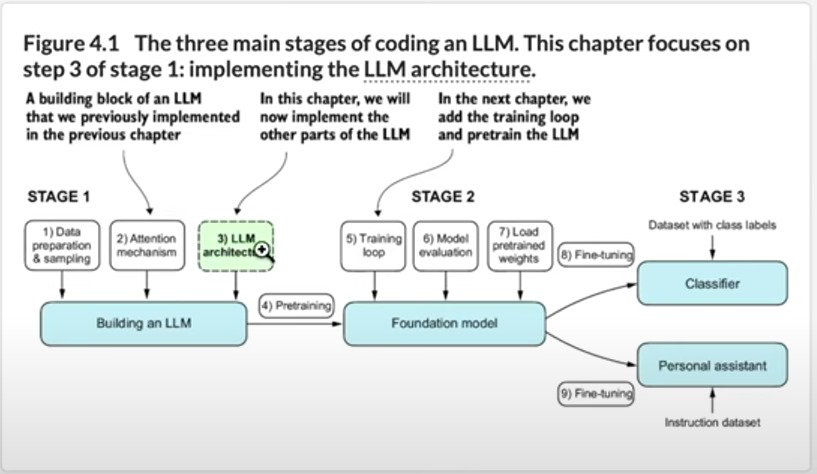 Figure 4.1 The three main stages of coding an LLM. This chapter focuses on
step 3 of stage 1: implementing the LLM architecture.
A building block of an LLM
that we previously implemented
in the previous chapter
In this chapter, we will
now implement the
other parts of the LLM
In the next chapter, we
add the training loop
and pretrain the LLM
STAGE 1
STAGE 2
STAGE 3
1) Data
preparation
& sampling
2) Attention
mechanism
3) LLM
architect
5) Training
loop
6) Model
evaluation
7) Load
pretrained
weights
8) Fine-tuning
Dataset with class labels
Classifier
Building an LLM
4) Pretraining
Foundation model
Personal assistant
9) Fine-tuning
Instruction dataset